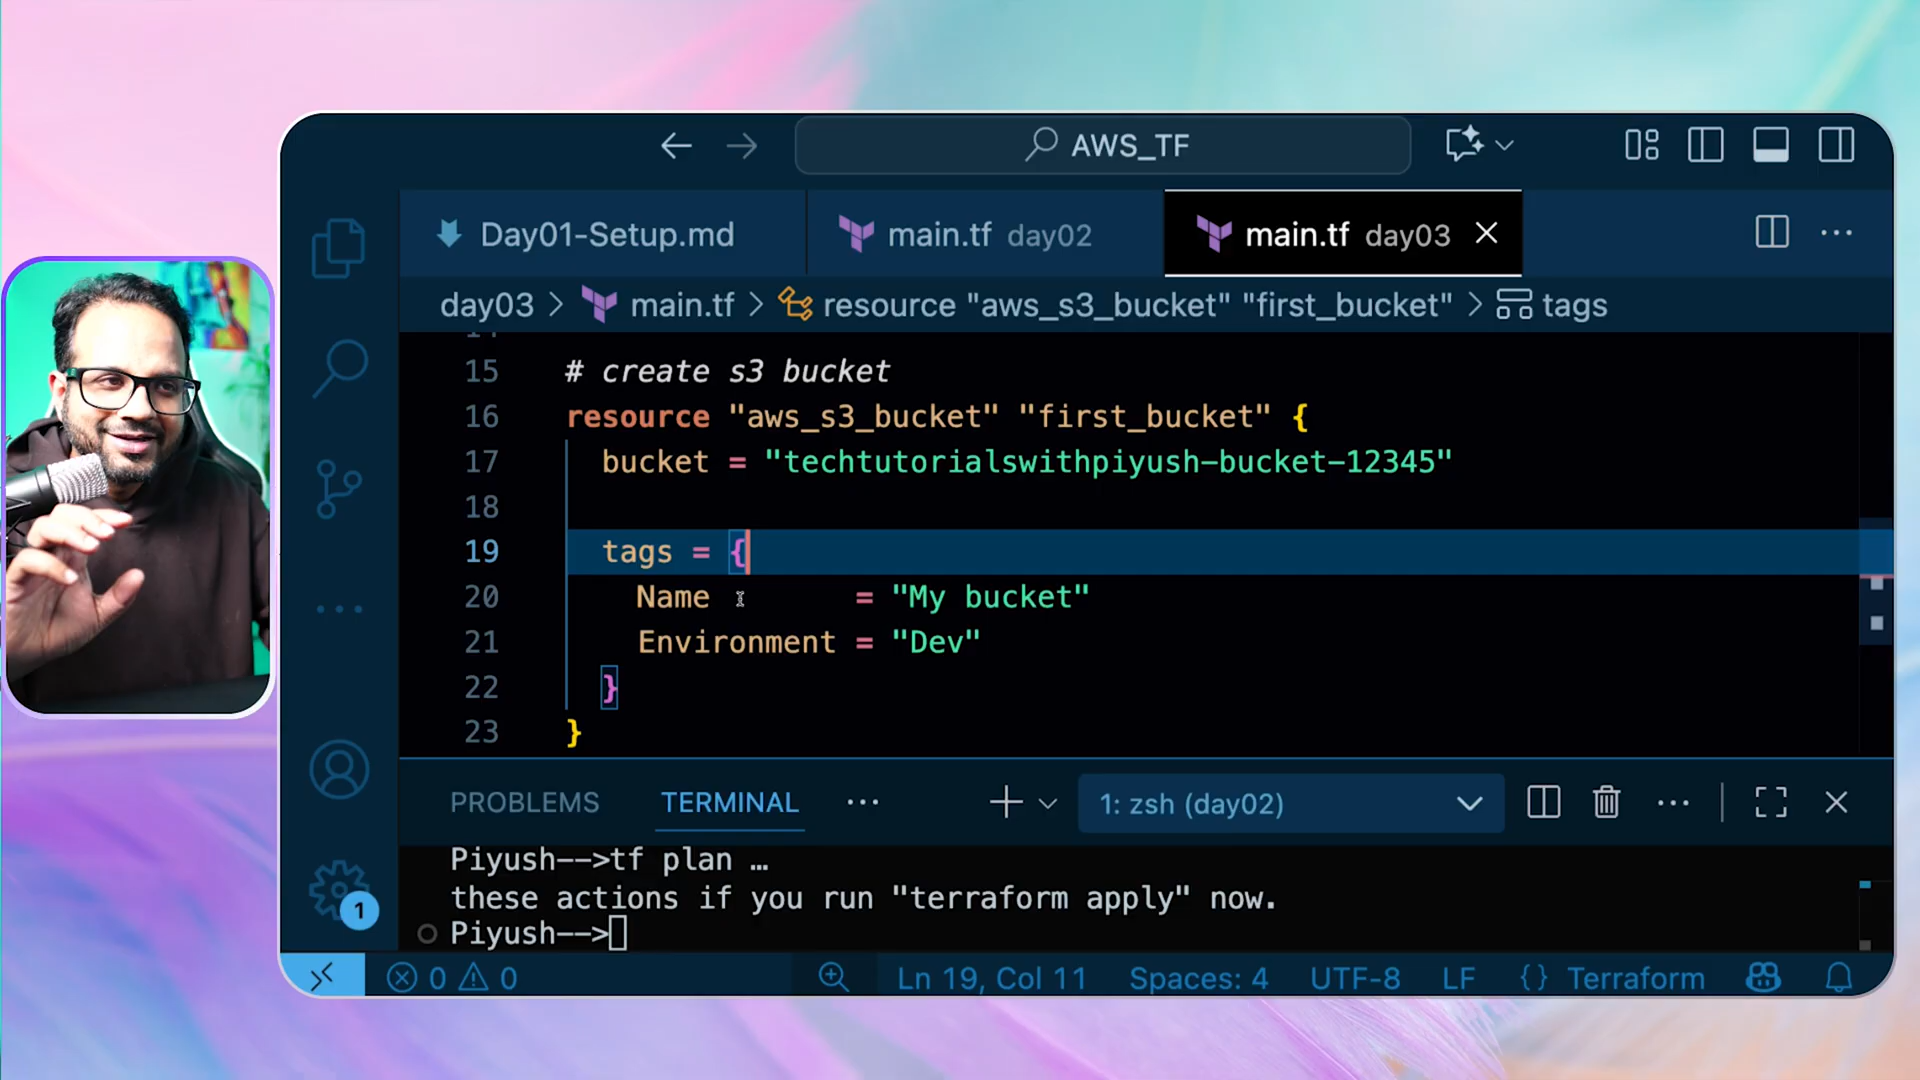 AWS_TF
Day01-Setup.md main.tf day02 main.tf day03
day03 > main.tf > resource "aws_s3_bucket" "first_bucket" > tags
14
15 # create s3 bucket
16 resource "aws_s3_bucket" "first_bucket" {
17 bucket = "techtutorialswithpiyush-bucket-12345"
18
19 tags = {
20 Name = "My bucket"
21 Environment = "Dev"
22 }
23 }
PROBLEMS TERMINAL ··· 1: zsh (day02)
Piyush-->tf plan …
these actions if you run "terraform apply" now.
Piyush-->
1
0 0 Ln 19, Col 11 Spaces: 4 UTF-8 LF {} Terraform